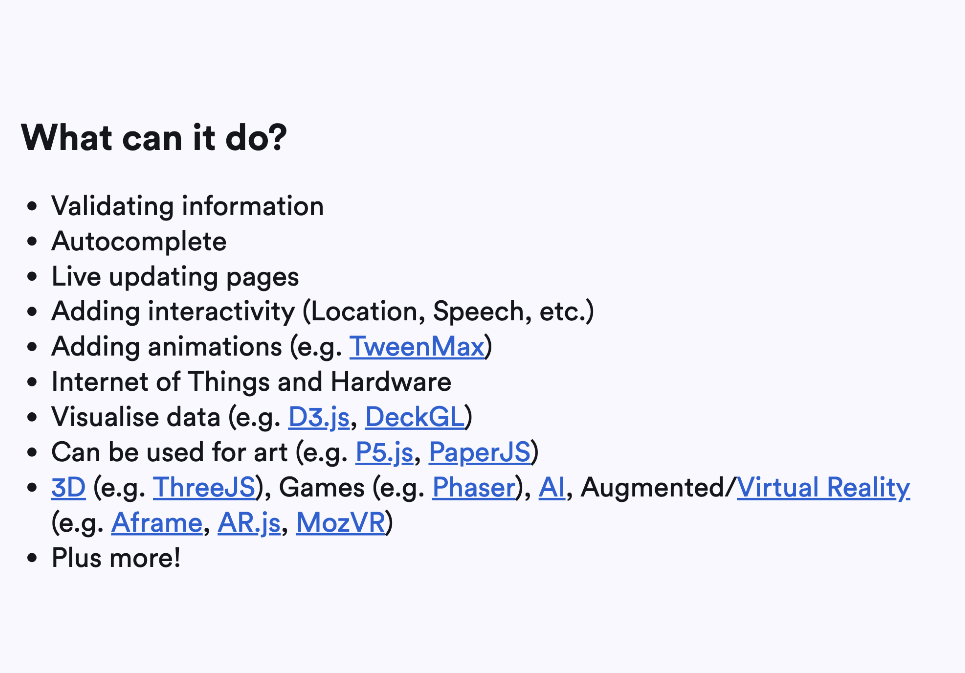 What can it do?
• Validating information
• Autocomplete
• Live updating pages
• Adding interactivity (Location, Speech, etc.)
• Adding animations (e.g. TweenMax)
• Internet of Things and Hardware
• Visualise data (e.g. D3.js, DeckGL)
• Can be used for art (e.g. P5.js, PaperJS)
• 3D (e.g. ThreeJS), Games (e.g. Phaser), AI, Augmented/Virtual Reality
(e.g. Aframe, AR.js, MozVR)
• Plus more!